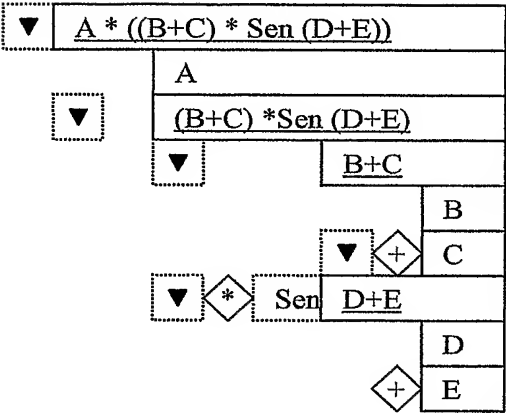 ▼ A * ((B+C) * Sen (D+E))
A
▼ (B+C) *Sen (D+E)
▼ B+C
B
▼ + C
▼ * Sen D+E
D
+ E